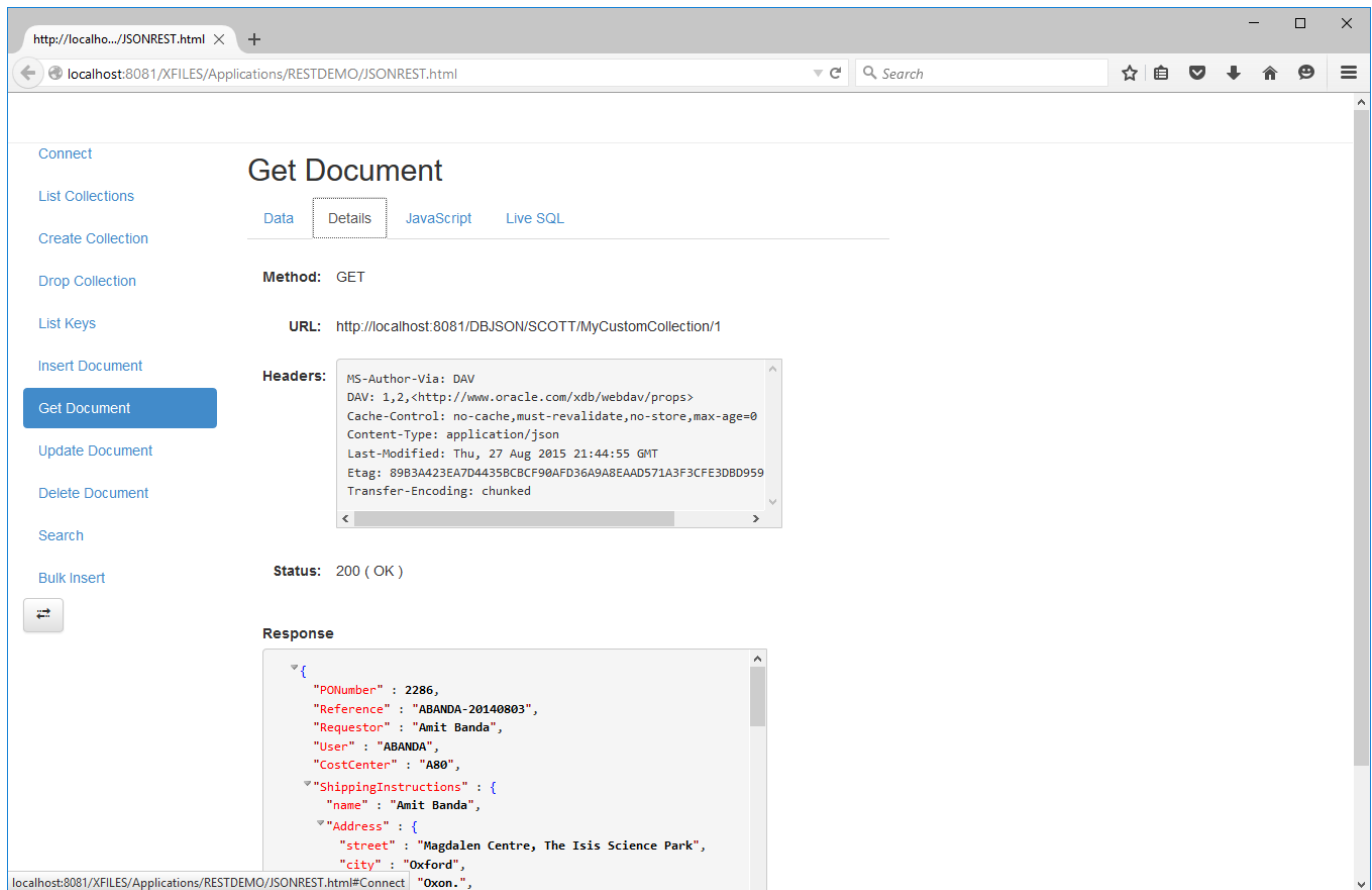 http://localho.../JSONREST.html
localhost:8081/XFILES/Applications/RESTDEMO/JSONREST.html
Search
Connect
List Collections
Create Collection
Drop Collection
List Keys
Insert Document
Get Document
Update Document
Delete Document
Search
Bulk Insert
Get Document
Data Details JavaScript Live SQL
Method: GET
URL: http://localhost:8081/DBJSON/SCOTT/MyCustomCollection/1
Headers:
MS-Author-Via: DAV
DAV: 1,2,<http://www.oracle.com/xdb/webdav/props>
Cache-Control: no-cache,must-revalidate,no-store,max-age=0
Content-Type: application/json
Last-Modified: Thu, 27 Aug 2015 21:44:55 GMT
Etag: 89B3A423EA7D4435BCBCF90AFD36A9A8EAAD571A3F3CFE3DBD959
Transfer-Encoding: chunked
Status: 200 ( OK )
Response
{
"PONumber" : 2286,
"Reference" : "ABANDA-20140803",
"Requestor" : "Amit Banda",
"User" : "ABANDA",
"CostCenter" : "A80",
"ShippingInstructions" : {
"name" : "Amit Banda",
"Address" : {
"street" : "Magdalen Centre, The Isis Science Park",
"city" : "Oxford",
"Oxon.",
localhost:8081/XFILES/Applications/RESTDEMO/JSONREST.html#Connect